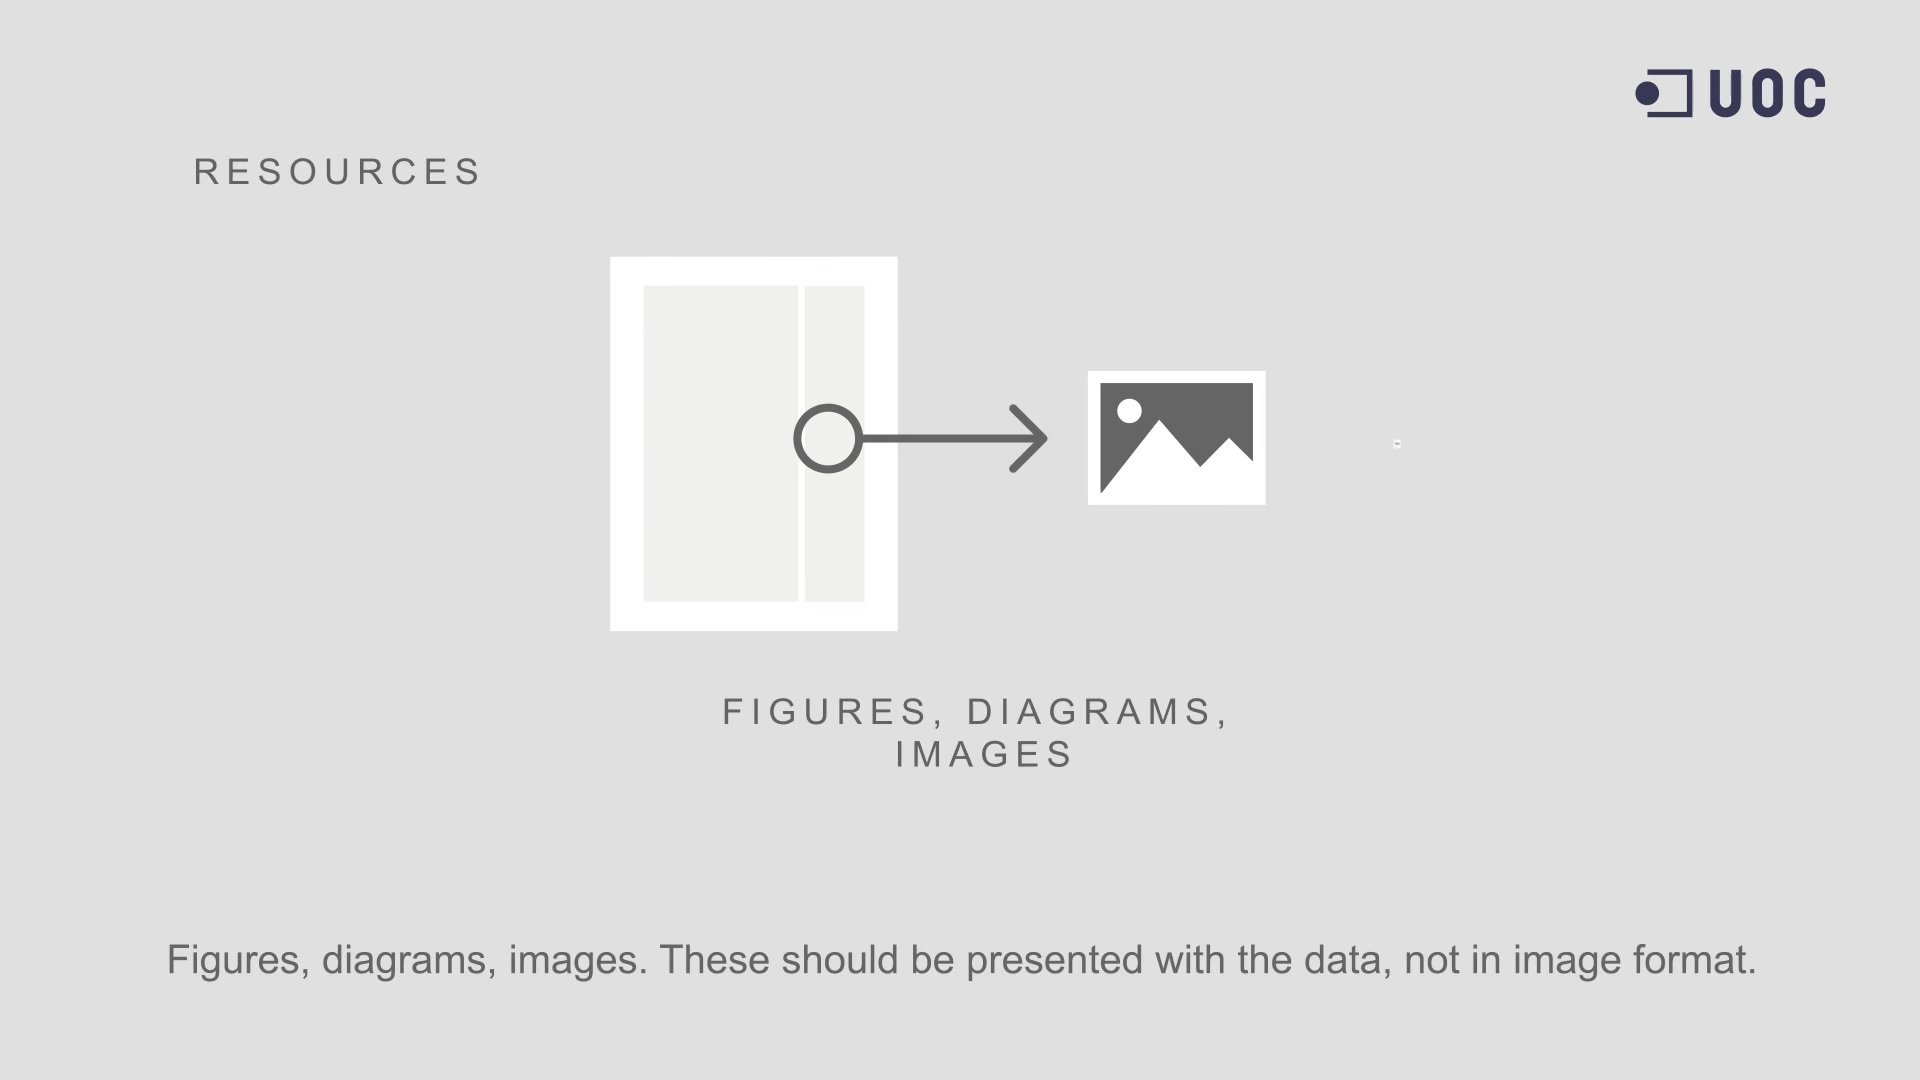 UOC
RESOURCES
FIGURES, DIAGRAMS,
IMAGES
Figures, diagrams, images. These should be presented with the data, not in image format.